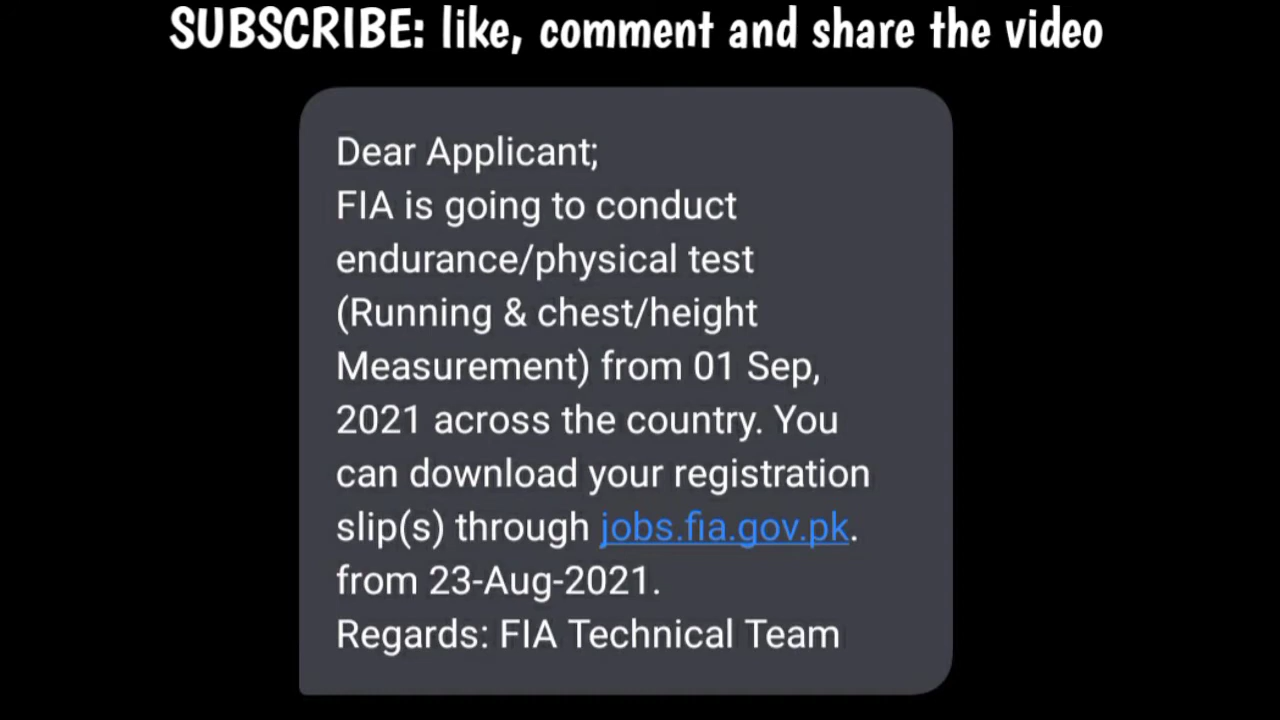 SUBSCRIBE: like, comment and share the video
Dear Applicant;
FIA is going to conduct
endurance/physical test
(Running & chest/height
Measurement) from 01 Sep,
2021 across the country. You
can download your registration
slip(s) through jobs.fia.gov.pk.
from 23-Aug-2021.
Regards: FIA Technical Team